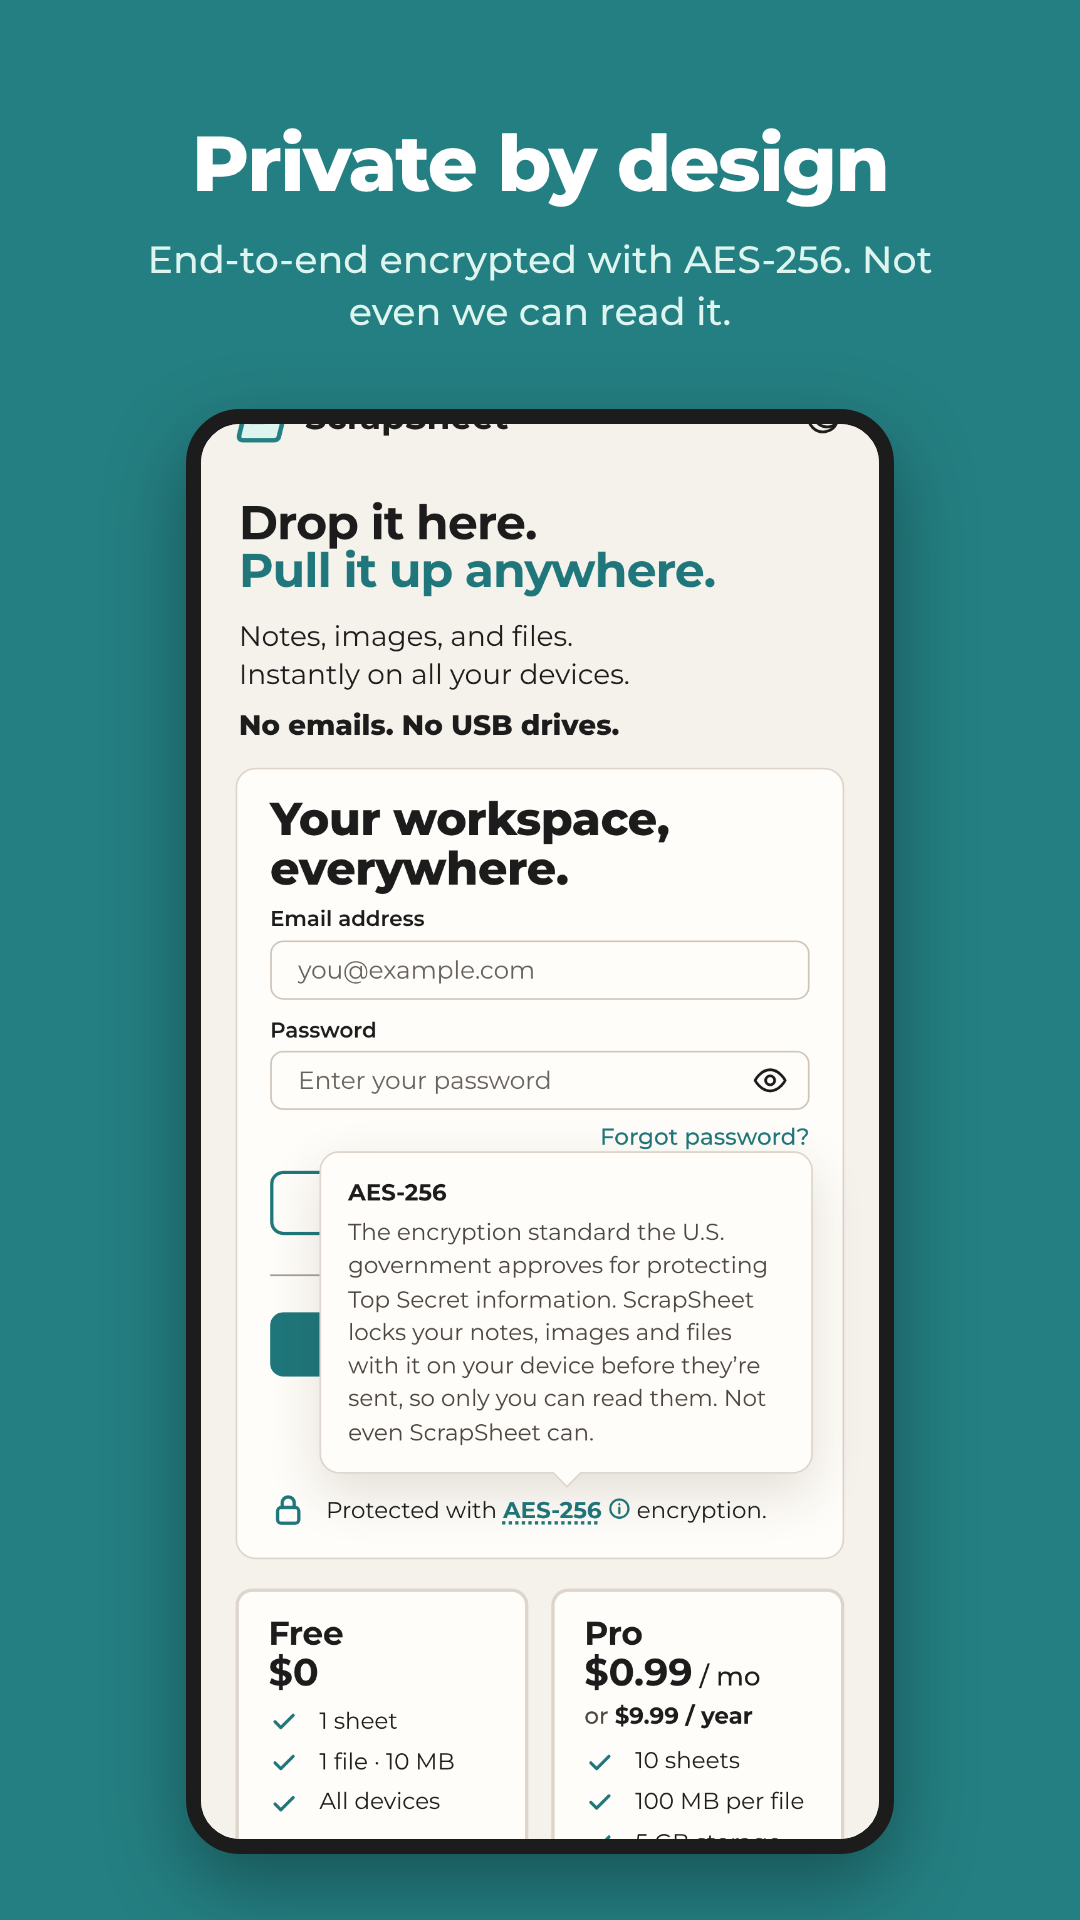 Private by design
End-to-end encrypted with AES-256. Not
even we can read it.
ScrapSheet
Drop it here.
Pull it up anywhere.
Notes, images, and files.
Instantly on all your devices.
No emails. No USB drives.
Your workspace,
everywhere.
Email address
you@example.com
Password
Enter your password
Forgot password?
AES-256
The encryption standard the U.S.
government approves for protecting
Top Secret information. ScrapSheet
locks your notes, images and files
with it on your device before they’re
sent, so only you can read them. Not
even ScrapSheet can.
Protected with AES-256 encryption.
Free
$0
1 sheet
1 file · 10 MB
All devices
Pro
$0.99 / mo
or $9.99 / year
10 sheets
100 MB per file
5 GB storage